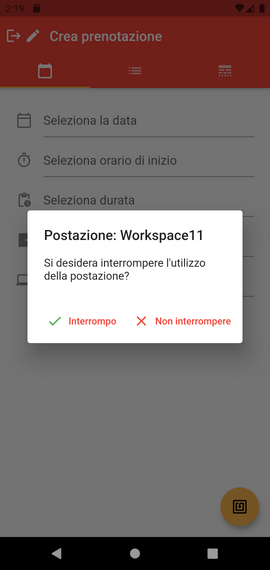 2:19
Crea prenotazione
Seleziona la data
Seleziona orario di inizio
Seleziona durata
Postazione: Workspace11
Si desidera interrompere l'utilizzo
della postazione?
Interrompo
Non interrompere